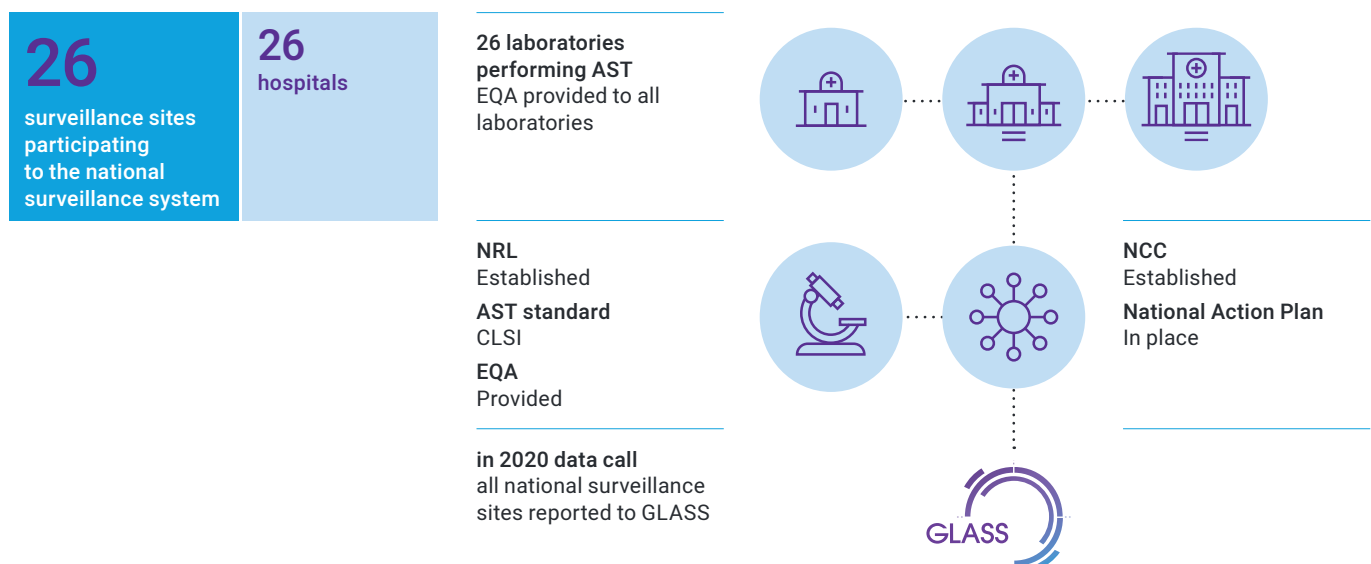 26
surveillance sites
participating
to the national
surveillance system
26
hospitals
26 laboratories
performing AST
EQA provided to all
laboratories
NRL
Established
AST standard
CLSI
EQA
Provided
NCC
Established
National Action Plan
In place
in 2020 data call
all national surveillance
sites reported to GLASS
GLASS